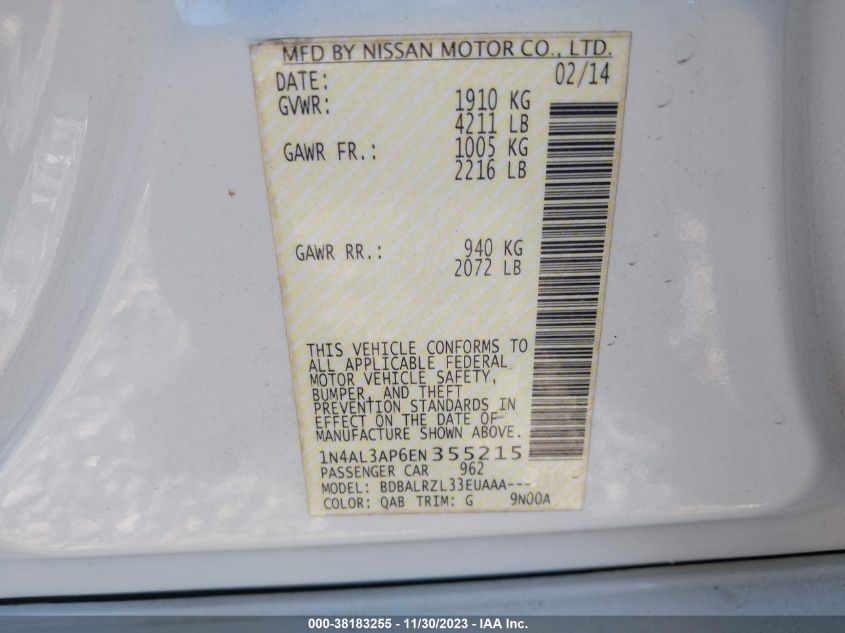 MFD BY NISSAN MOTOR CO., LTD.
DATE: 02/14
GVWR: 1910 KG
4211 LB
GAWR FR.: 1005 KG
2216 LB
GAWR RR.: 940 KG
2072 LB
THIS VEHICLE CONFORMS TO
ALL APPLICABLE FEDERAL
MOTOR VEHICLE SAFETY,
BUMPER, AND THEFT
PREVENTION STANDARDS IN
EFFECT ON THE DATE OF
MANUFACTURE SHOWN ABOVE.
1N4AL3AP6EN355215
PASSENGER CAR 962
MODEL: BDBALRZL33EUAAA---
COLOR: QAB TRIM: G 9N00A
000-38183255 - 11/30/2023 - IAA Inc.